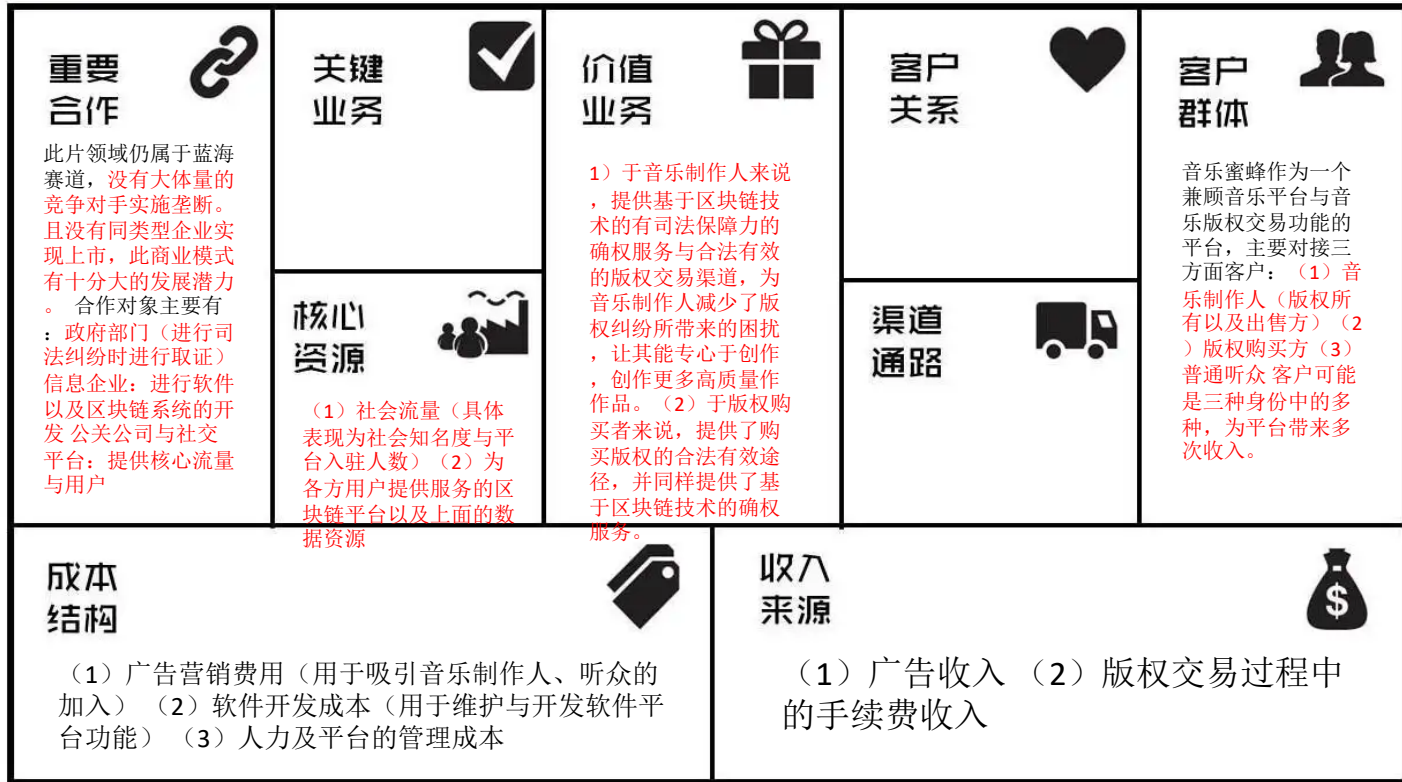 重要
合作
此片领域仍属于蓝海
赛道，没有大体量的
竞争对手实施垄断。
且没有同类型企业实
现上市，此商业模式
有十分大的发展潜力
。 合作对象主要有
：政府部门（进行司
法纠纷时进行取证）
信息企业：进行软件
以及区块链系统的开
发 公关公司与社交
平台：提供核心流量
与用户
关键
业务
核心
资源
（1）社会流量（具体
表现为社会知名度与平
台入驻人数）（2）为
各方用户提供服务的区
块链平台以及上面的数
据资源
价值
业务
1）于音乐制作人来说
，提供基于区块链技
术的有司法保障力的
确权服务与合法有效
的版权交易渠道，为
音乐制作人减少了版
权纠纷所带来的困扰
，让其能专心于创作
，创作更多高质量作
作品。（2）于版权购
买者来说，提供了购
买版权的合法有效途
径，并同样提供了基
于区块链技术的确权
服务。
客户
关系
渠道
通路
客户
群体
音乐蜜蜂作为一个
兼顾音乐平台与音
乐版权交易功能的
平台，主要对接三
方面客户：（1）音
乐制作人（版权所
有以及出售方）（2
）版权购买方（3）
普通听众 客户可能
是三种身份中的多
种，为平台带来多
次收入。
成本
结构
（1）广告营销费用（用于吸引音乐制作人、听众的
加入） （2）软件开发成本（用于维护与开发软件平
台功能） （3）人力及平台的管理成本
收入
来源
$
（1）广告收入 （2）版权交易过程中
的手续费收入